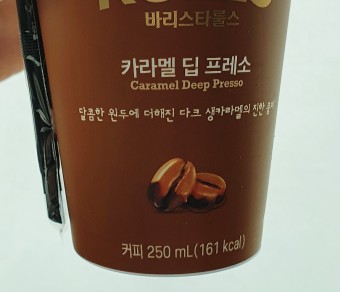 바리스타룰스
카라멜 딥 프레소
Caramel Deep Presso
달콤한 원두에 더해진 다크 생카라멜의 진한
커피 250 mL(161 kcal)